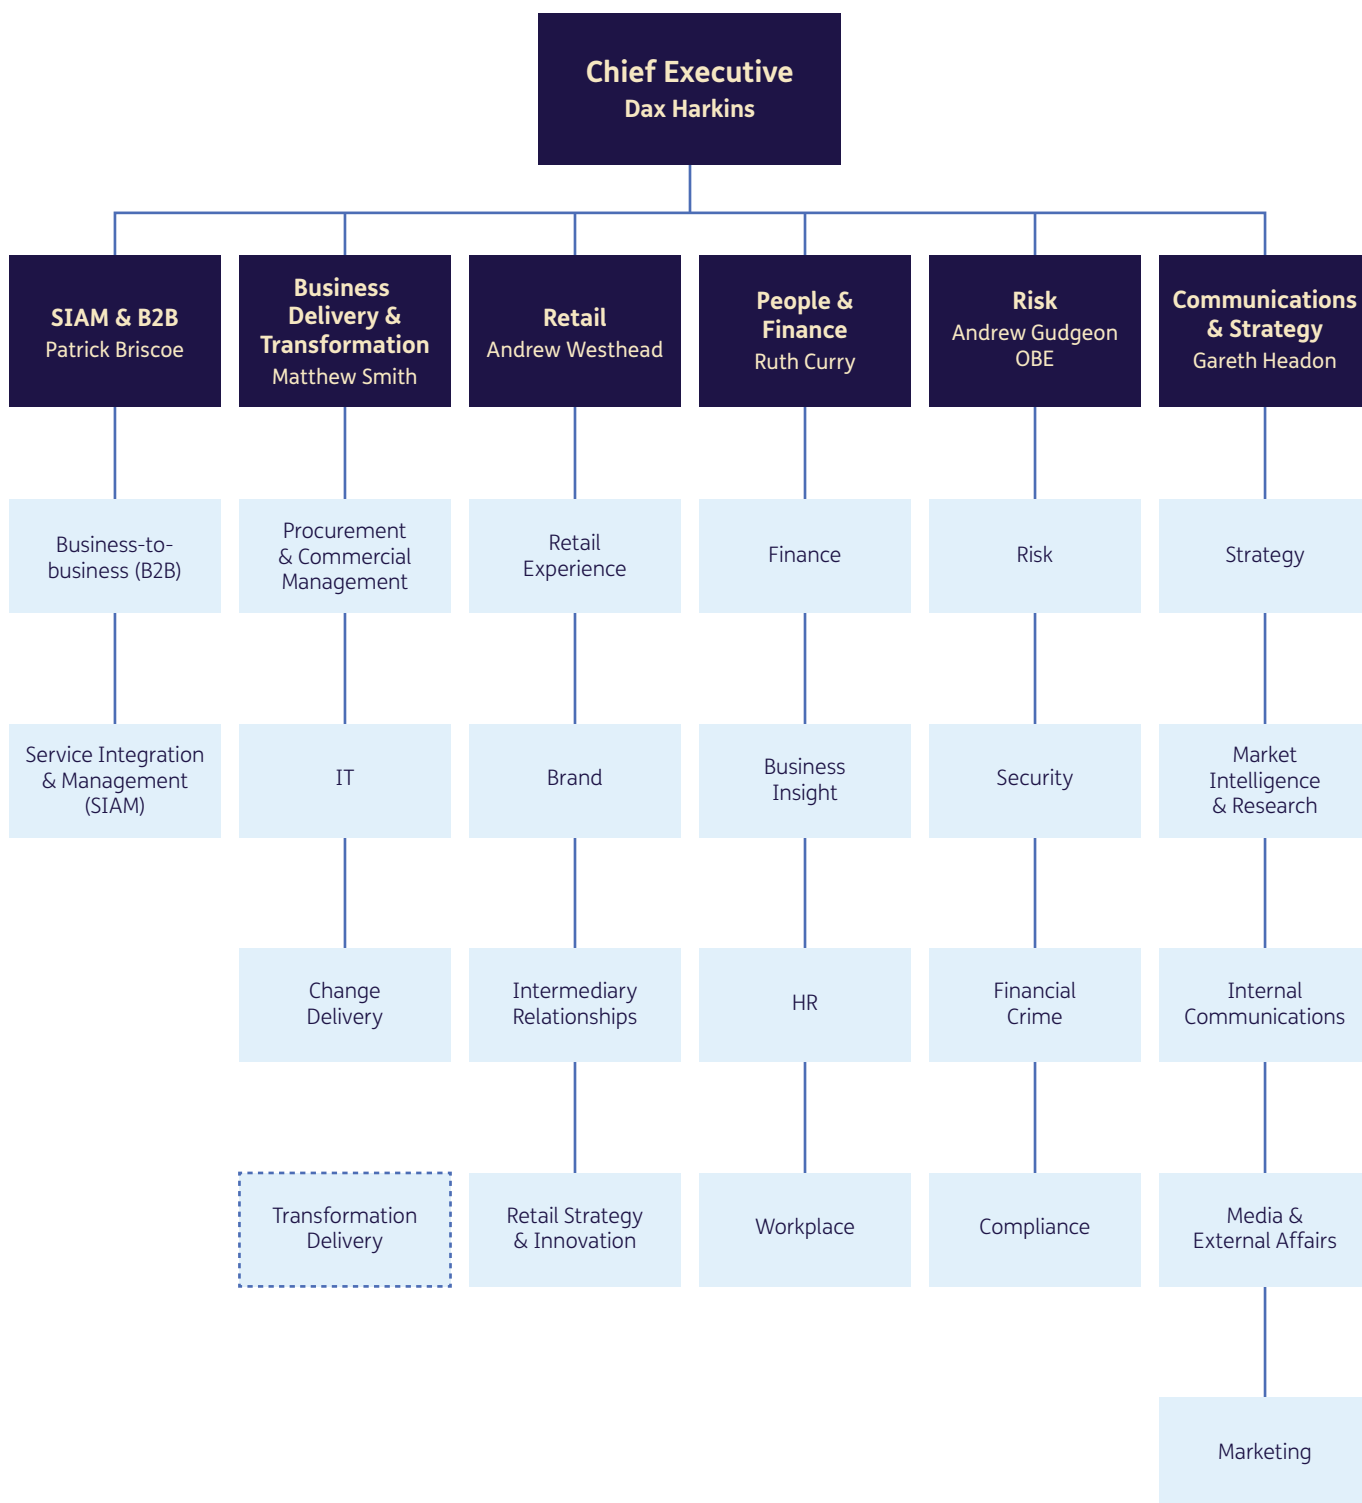 Chief Executive
Dax Harkins
SIAM & B2B
Patrick Briscoe
Business
Delivery &
Transformation
Matthew Smith
Retail
Andrew Westhead
People &
Finance
Ruth Curry
Risk
Andrew Gudgeon
OBE
Communications
& Strategy
Gareth Headon
Business-to-
business (B2B)
Procurement
& Commercial
Management
Retail
Experience
Finance
Risk
Strategy
Service Integration
& Management
(SIAM)
IT
Brand
Business
Insight
Security
Market
Intelligence
& Research
Change
Delivery
Intermediary
Relationships
HR
Financial
Crime
Internal
Communications
Transformation
Delivery
Retail Strategy
& Innovation
Workplace
Compliance
Media &
External Affairs
Marketing